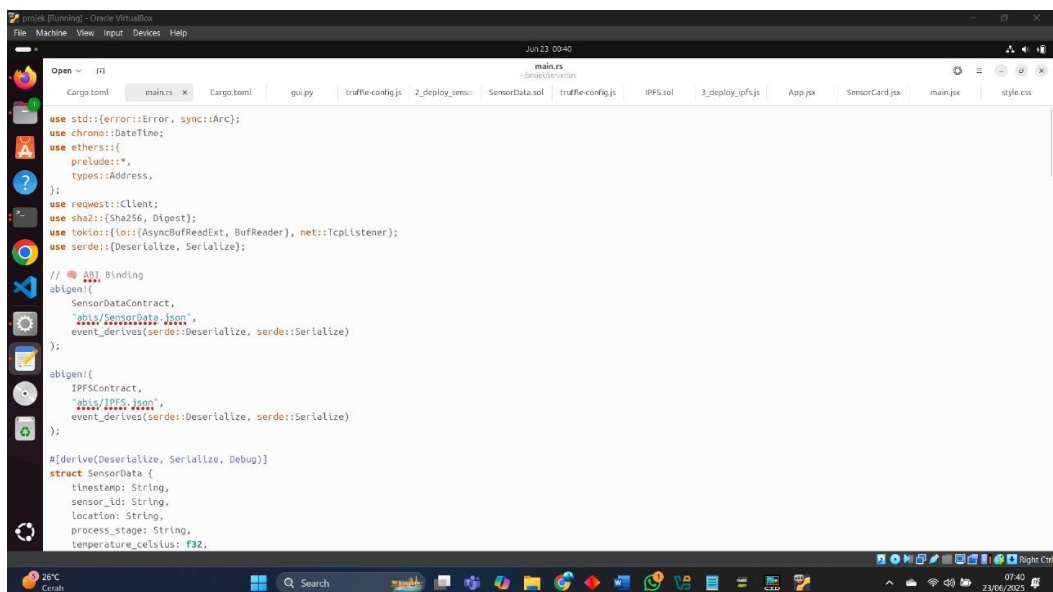 projek [Running] - Oracle VirtualBox
File Machine View Input Devices Help
Jun 23 00:40
Open
main.rs
~/projek/server/src
Cargo.toml main.rs × Cargo.toml gui.py truffle-config.js 2_deploy_senso SensorData.sol truffle-config.js IPFS.sol 3_deploy_ipfs.js App.jsx SensorCard.jsx main.jsx style.css
use std::{error::Error, sync::Arc};
use chrono::DateTime;
use ethers::{
prelude::*,
types::Address,
};
use reqwest::Client;
use sha2::{Sha256, Digest};
use tokio::{io::{AsyncBufReadExt, BufReader}, net::TcpListener};
use serde::{Deserialize, Serialize};
// 🧠 ABI Binding
abigen!(
SensorDataContract,
"abis/SensorData.json",
event_derives(serde::Deserialize, serde::Serialize)
);
abigen!(
IPFSContract,
"abis/IPFS.json",
event_derives(serde::Deserialize, serde::Serialize)
);
#[derive(Deserialize, Serialize, Debug)]
struct SensorData {
timestamp: String,
sensor_id: String,
location: String,
process_stage: String,
temperature_celsius: f32,
Right Ctrl
26°C
Cerah
Search
07:40
23/06/2025